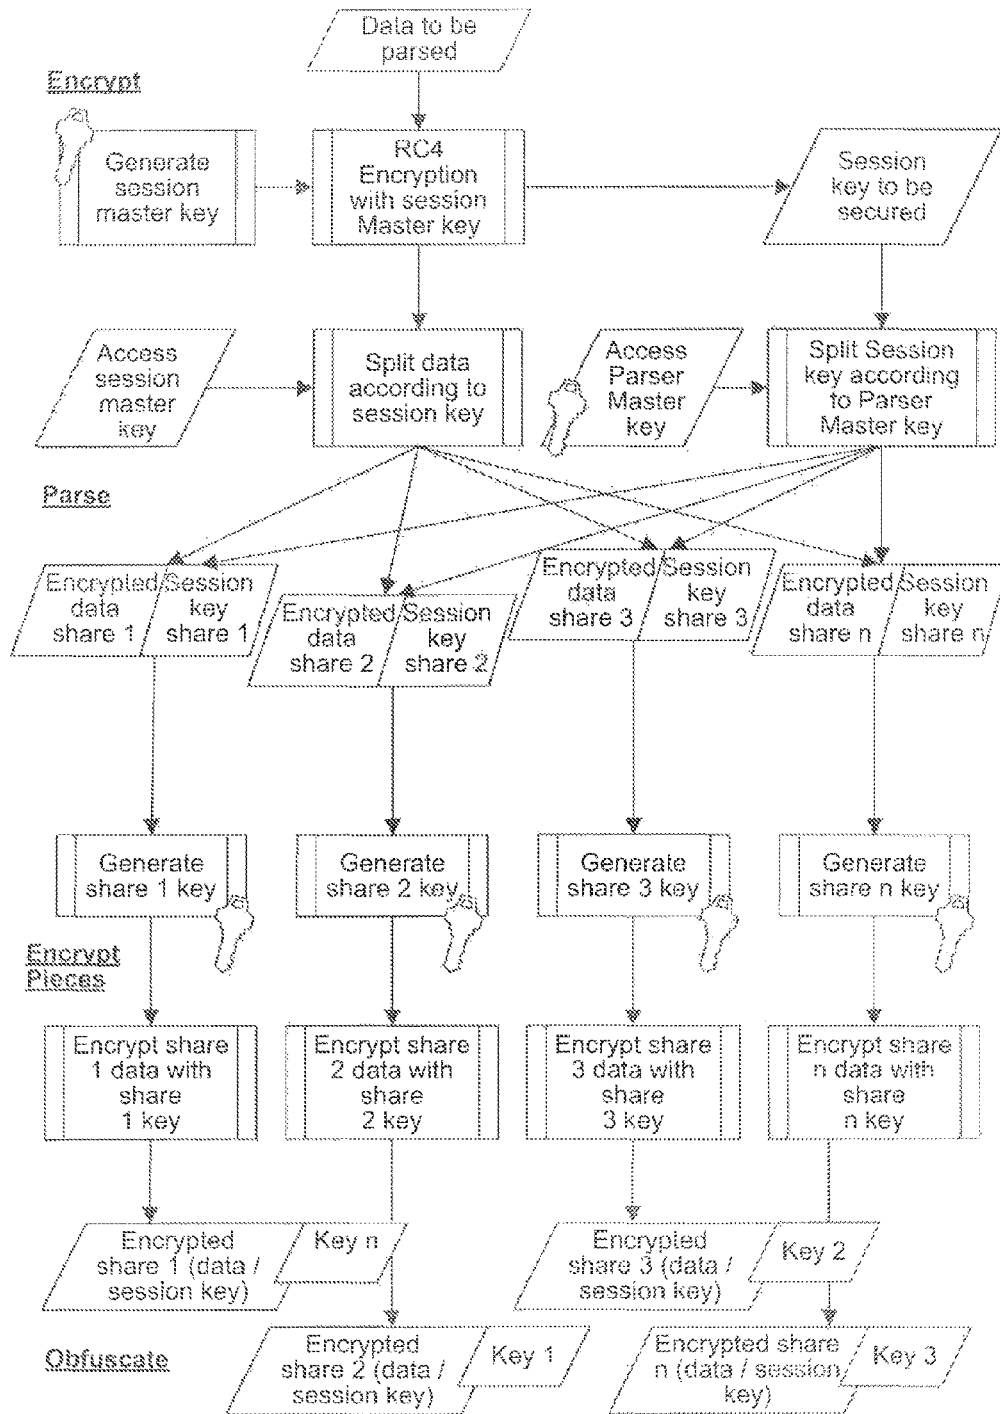 Data to be
parsed
Encrypt
Generate
session
master key
RC4
Encryption
with session
Master key
Session
key to be
secured
Access
session
master
key
Split data
according to
session key
Access
Parser
Master
key
Split Session
key according
to Parser
Master key
Parse
Encrypted
data
share 1
Session
key
share 1
Encrypted
data
share 2
Session
key
share 2
Encrypted
data
share 3
Session
key
share 3
Encrypted
data
share n
Session
key
share n
Generate
share 1 key
Generate
share 2 key
Generate
share 3 key
Generate
share n key
Encrypt
Pieces
Encrypt share
1 data with
share
1 key
Encrypt share
2 data with
share
2 key
Encrypt share
3 data with
share
3 key
Encrypt share
n data with
share
n key
Encrypted
share 1 (data /
session key)
Key n
Encrypted
share 3 (data /
session key)
Key 2
Obfuscate
Encrypted
share 2 (data /
session key)
Key 1
Encrypted share
n (data / session
key)
Key 3